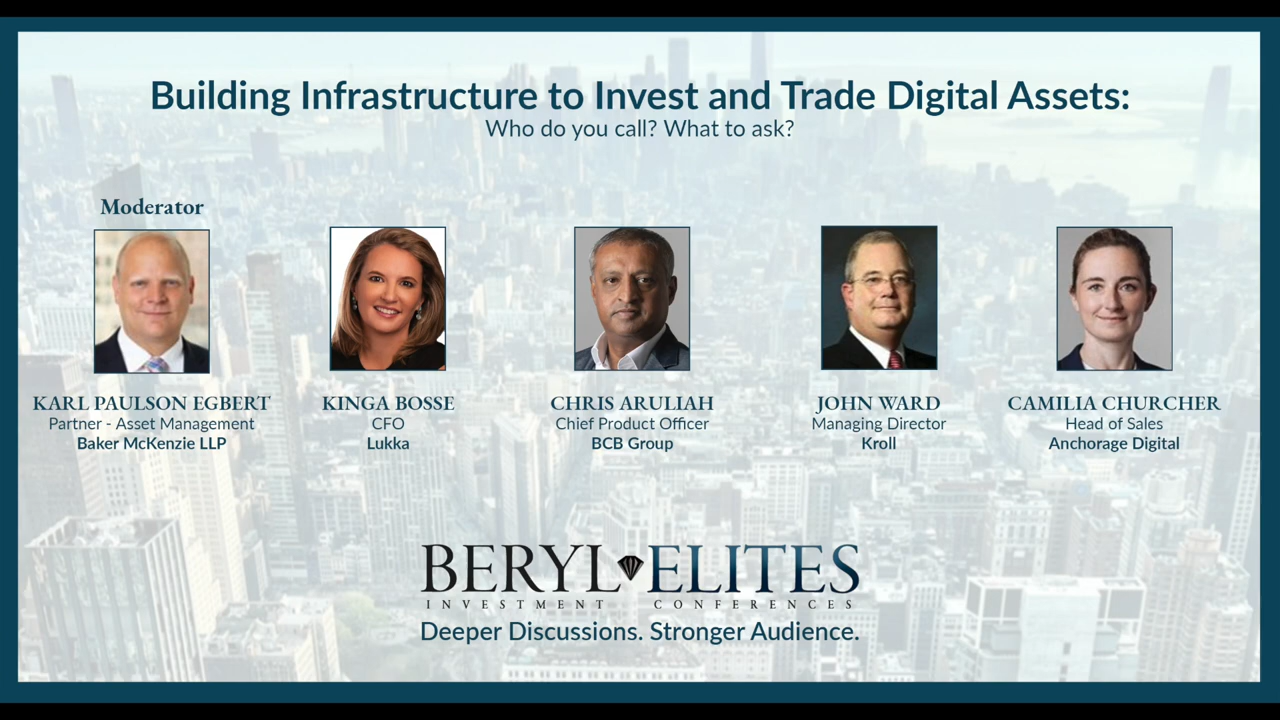 Building Infrastructure to Invest and Trade Digital Assets:
Who do you call? What to ask?
Moderator
KARL PAULSON EGBERT
Partner - Asset Management
Baker McKenzie LLP
KINGA BOSSE
CFO
Lukka
CHRIS ARULIAH
Chief Product Officer
BCB Group
JOHN WARD
Managing Director
Kroll
CAMILIA CHURCHER
Head of Sales
Anchorage Digital
BERYL ELITES
INVESTMENT CONFERENCES
Deeper Discussions. Stronger Audience.